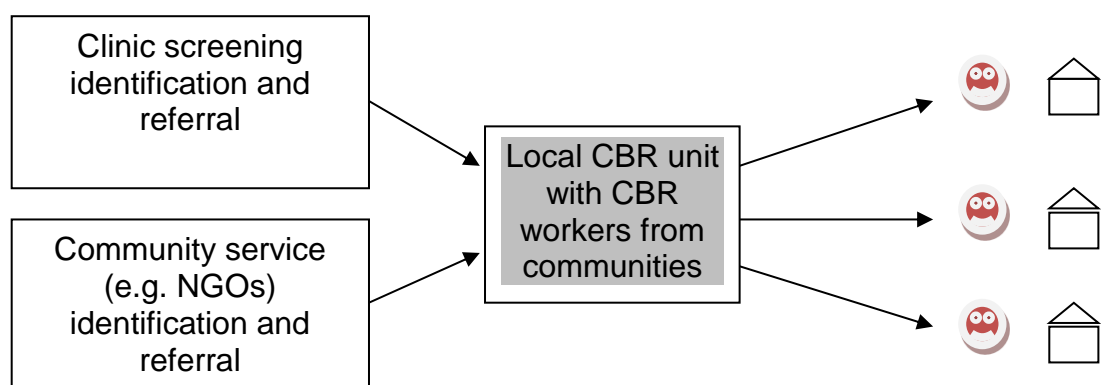 Clinic screening
identification and
referral
Community service
(e.g. NGOs)
identification and
referral
Local CBR unit
with CBR
workers from
communities